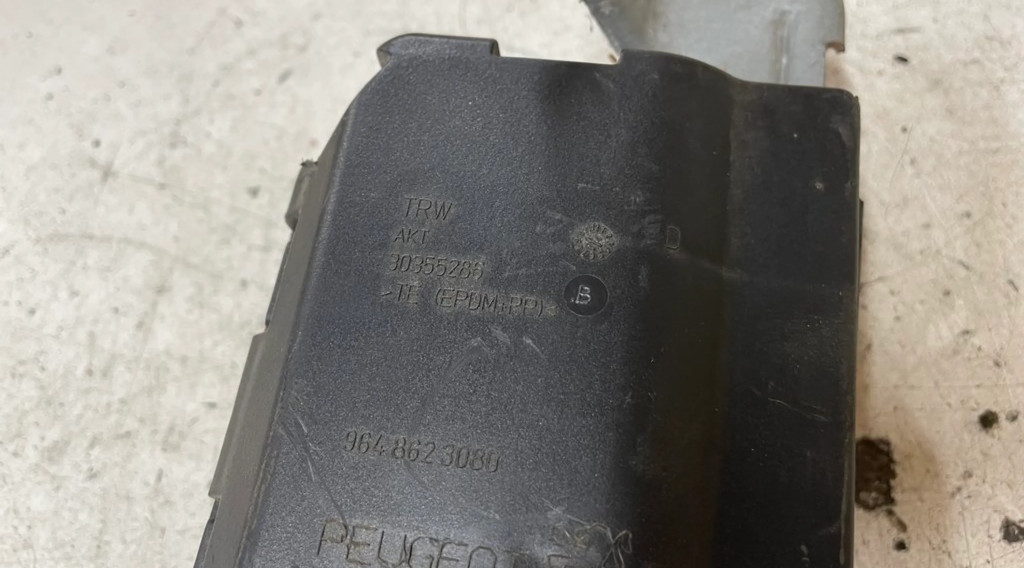 TRW
AKT
30355286
>TE (EPDM+PP)<
B
D
9648623080
PEUGEOT